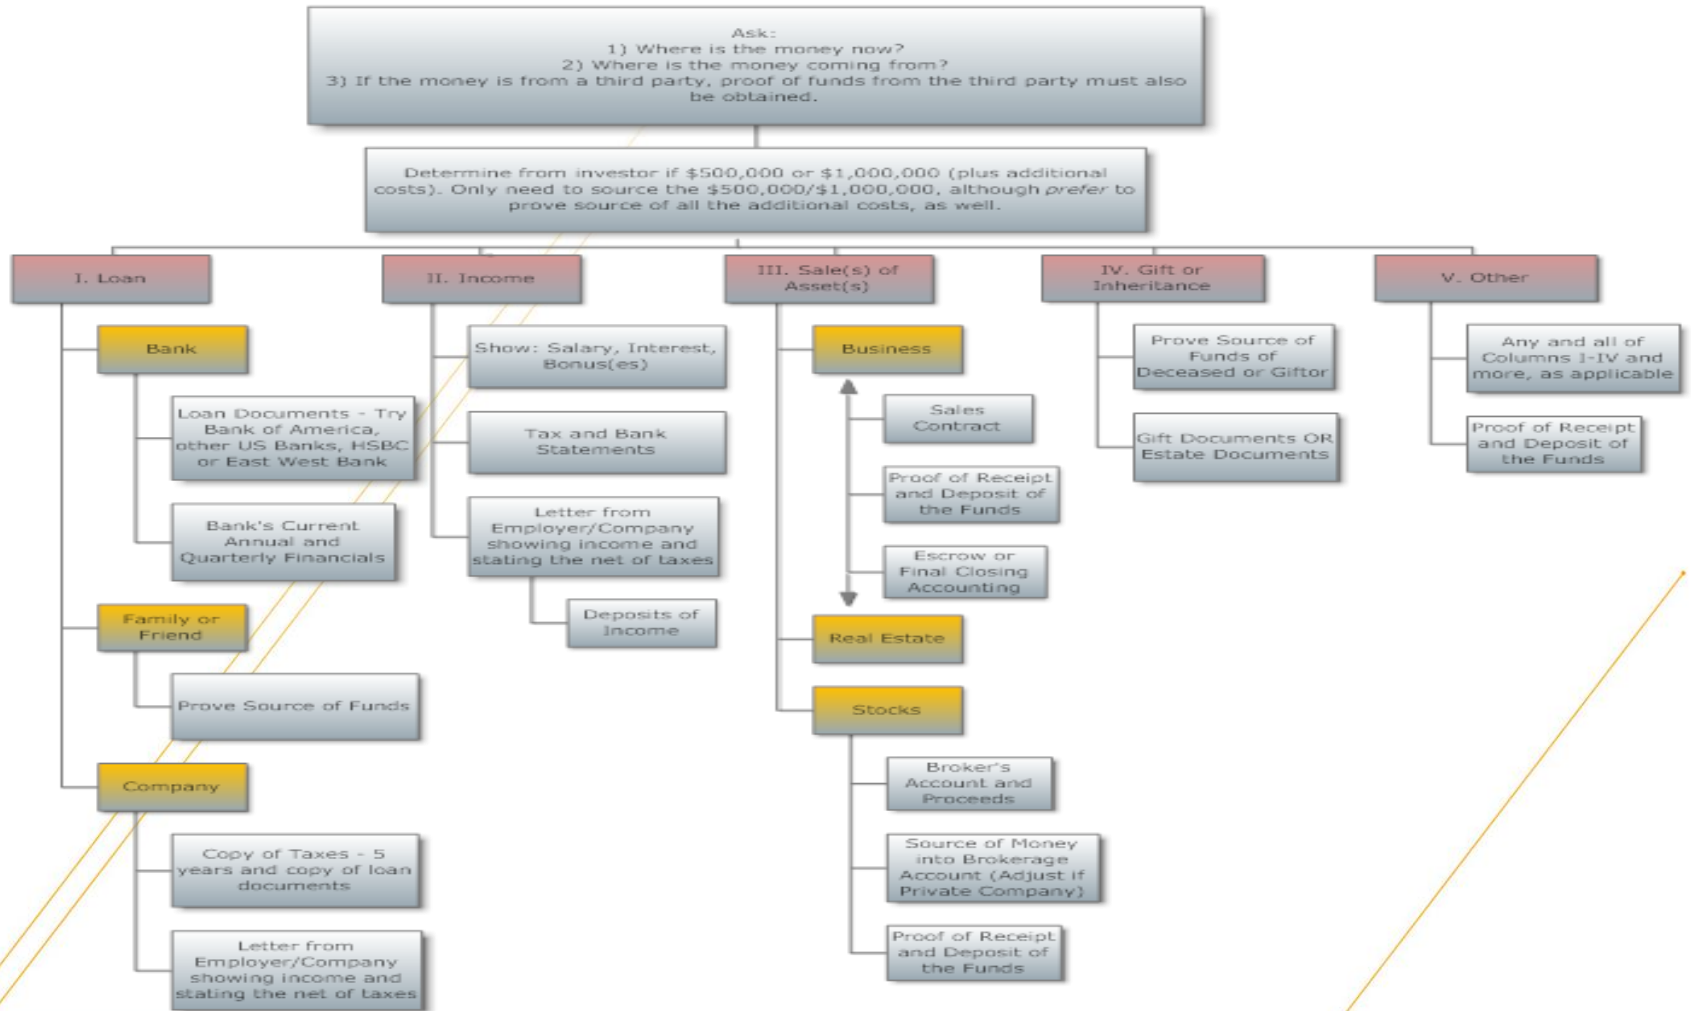 Ask:
1) Where is the money now?
2) Where is the money coming from?
3) If the money is from a third party, proof of funds from the third party must also
be obtained.
Determine from investor if $500,000 or $1,000,000 (plus additional
costs). Only need to source the $500,000/$1,000,000, although prefer to
prove source of all the additional costs, as well.
I. Loan
Bank
Loan Documents - Try
Bank of America,
other US Banks, HSBC
or East West Bank
Bank's Current
Annual and
Quarterly Financials
Family or
Friend
Prove Source of Funds
Company
Copy of Taxes - 5
years and copy of loan
documents
Letter from
Employer/Company
showing income and
stating the net of taxes
II. Income
Show: Salary, Interest,
Bonus(es)
Tax and Bank
Statements
Letter from
Employer/Company
showing income and
stating the net of taxes
Deposits of
Income
III. Sale(s) of
Asset(s)
Business
Sales
Contract
Proof of Receipt
and Deposit of
the Funds
Escrow or
Final Closing
Accounting
Real Estate
Stocks
Broker's
Account and
Proceeds
Source of Money
into Brokerage
Account (Adjust if
Private Company)
Proof of Receipt
and Deposit of
the Funds
IV. Gift or
Inheritance
Prove Source of
Funds of
Deceased or Giftor
Gift Documents OR
Estate Documents
V. Other
Any and all of
Columns I-IV and
more, as applicable
Proof of Receipt
and Deposit of
the Funds